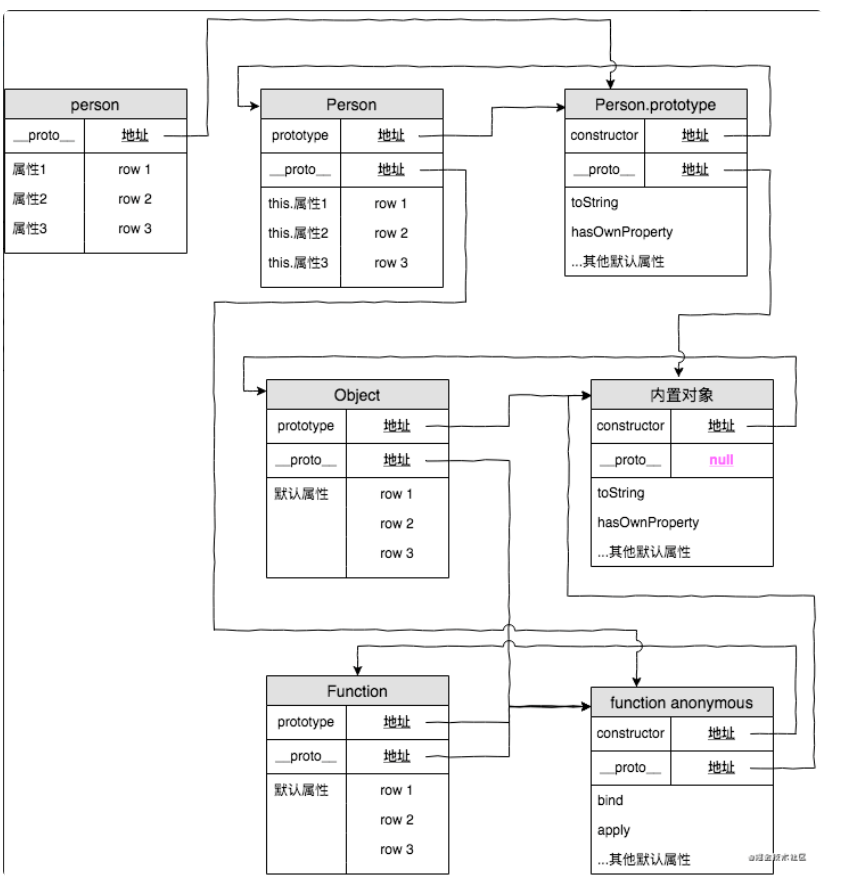 person
__proto__ 地址
属性1 row 1
属性2 row 2
属性3 row 3
Person
prototype 地址
__proto__ 地址
this.属性1 row 1
this.属性2 row 2
this.属性3 row 3
Person.prototype
constructor 地址
__proto__ 地址
toString
hasOwnProperty
...其他默认属性
Object
prototype 地址
__proto__ 地址
默认属性 row 1
row 2
row 3
内置对象
constructor 地址
__proto__ null
toString
hasOwnProperty
...其他默认属性
Function
prototype 地址
__proto__ 地址
默认属性 row 1
row 2
row 3
function anonymous
constructor 地址
__proto__ 地址
bind
apply
...其他默认属性
@掘金技术社区